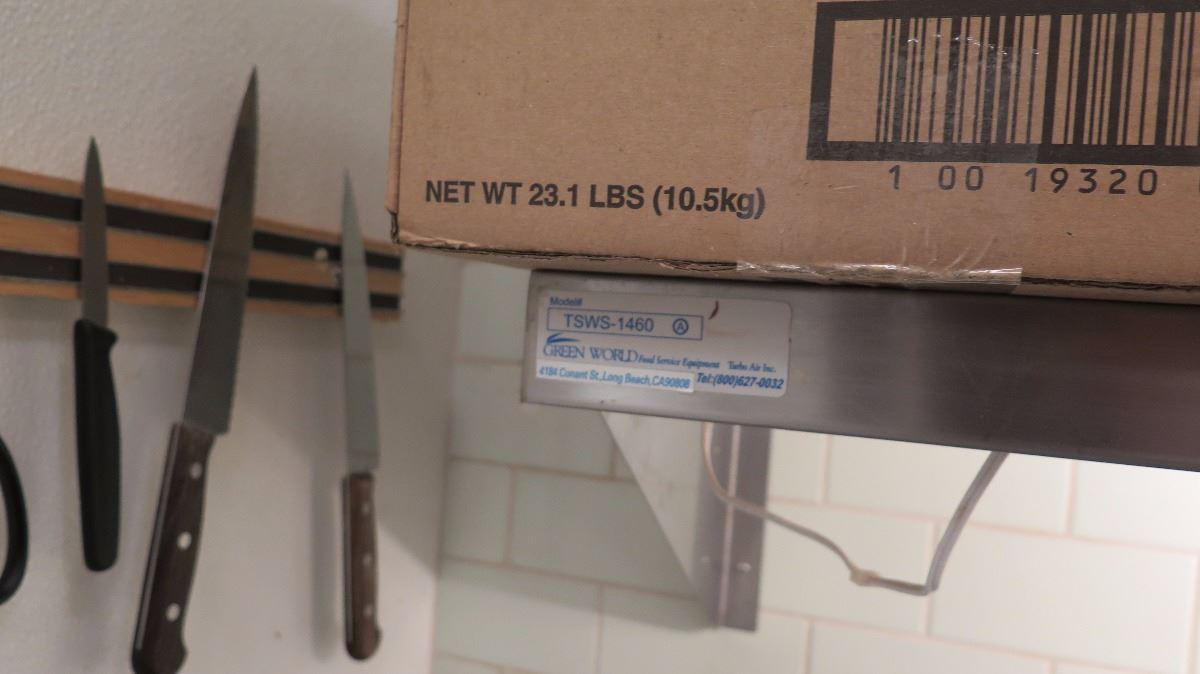 NET WT 23.1 LBS (10.5kg)
1 00 19320
Model#
TSWS-1460 A
GREEN WORLD Food Service Equipment Turbo Air Inc.
4184 Conant St.,Long Beach,CA90808 Tel:(800)627-0032